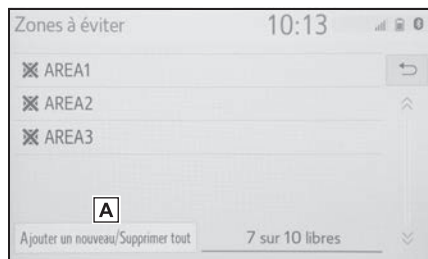 Zones à éviter 10:13
AREA1
AREA2
AREA3
A
Ajouter un nouveau/Supprimer tout 7 sur 10 libres